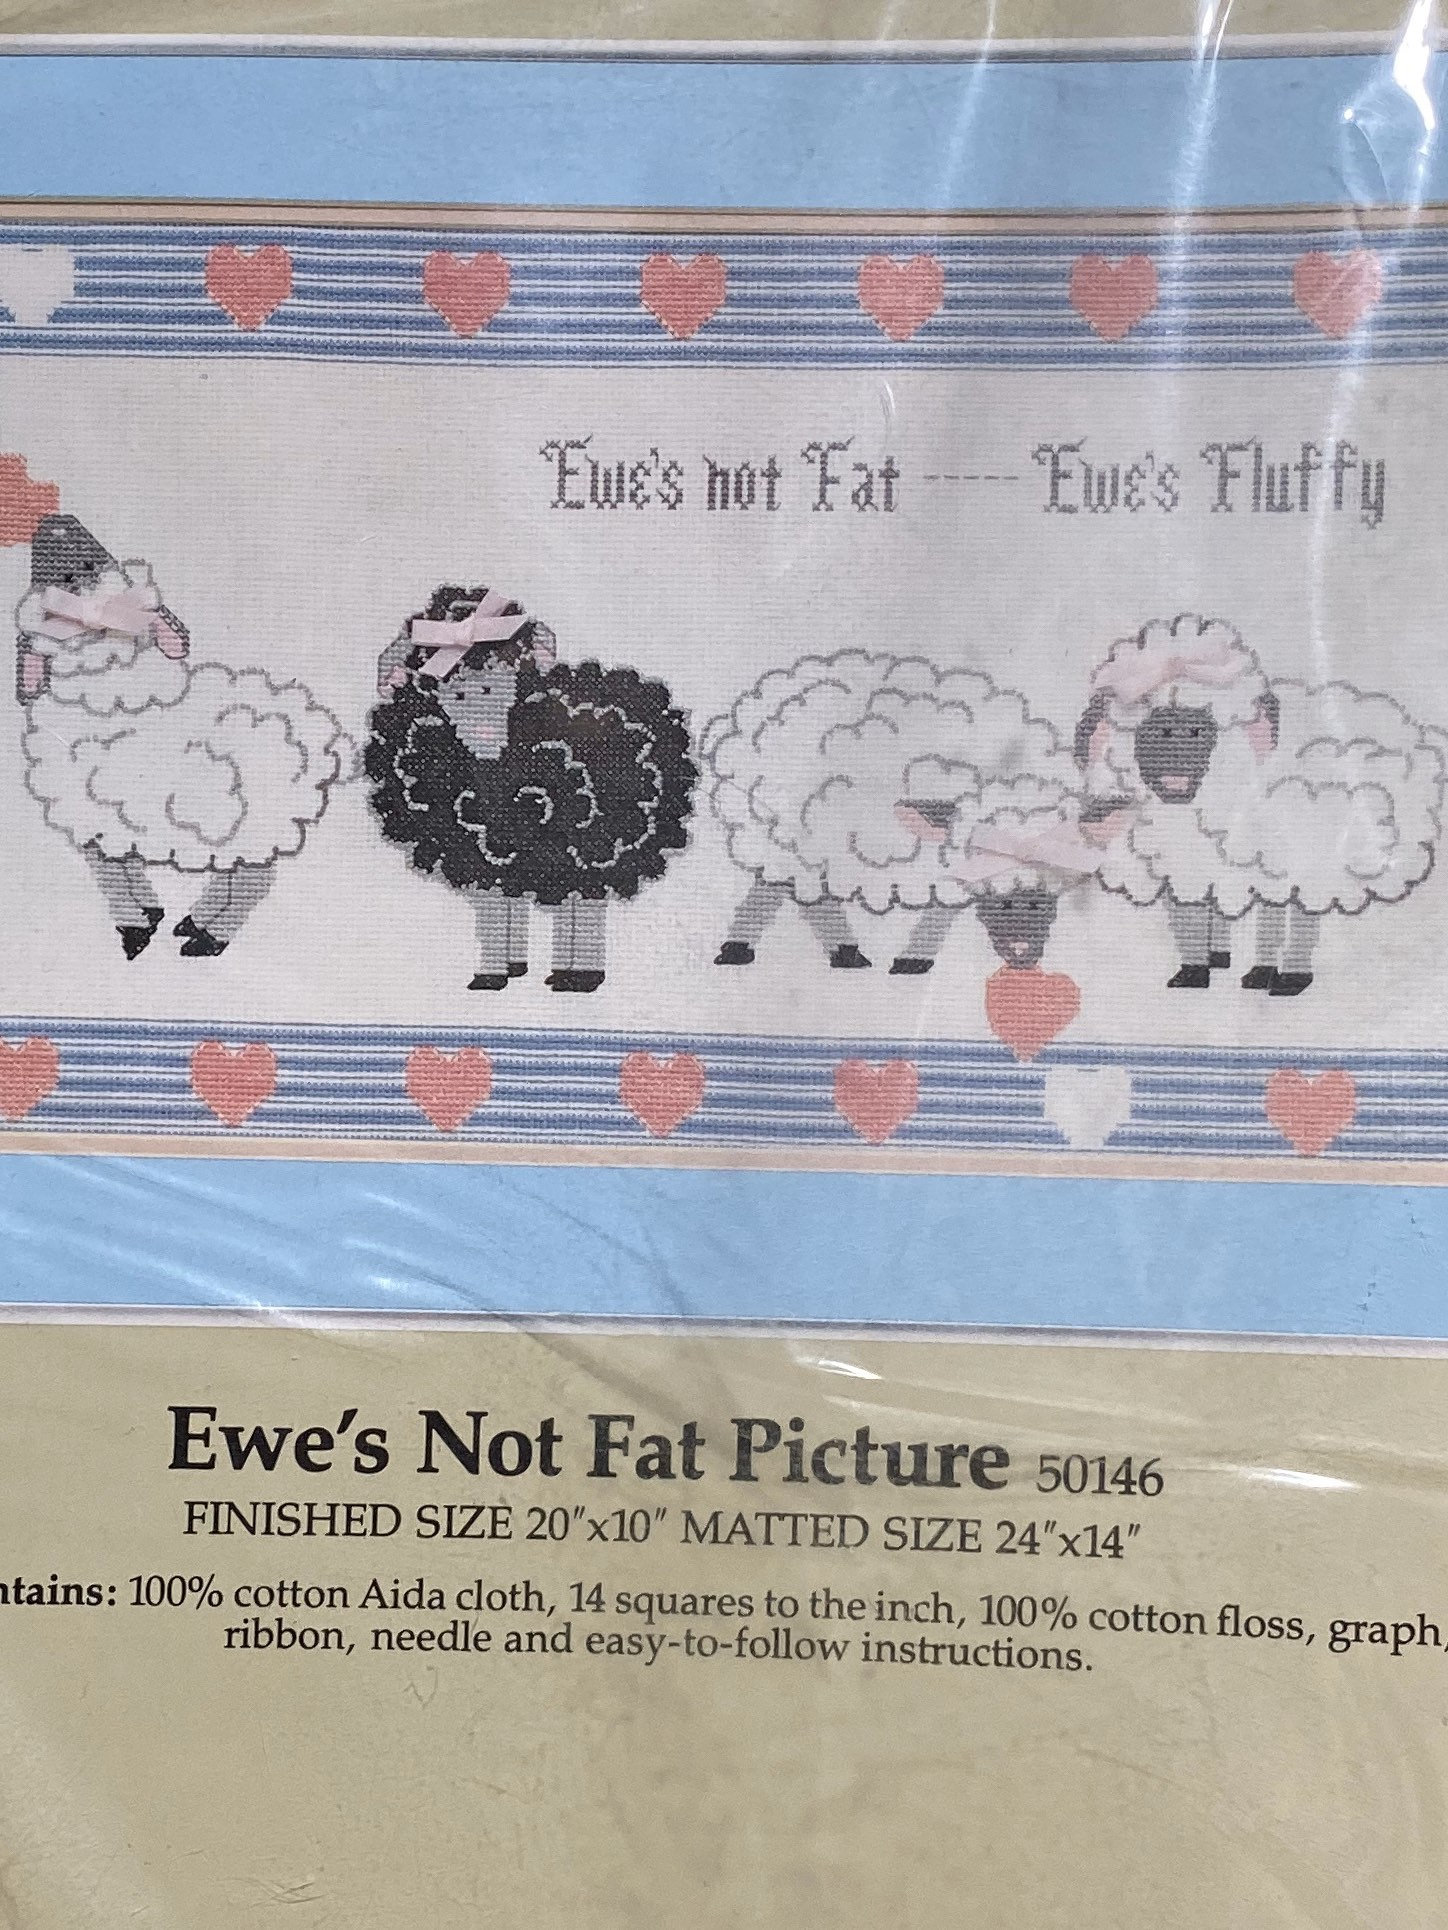 Ewe's not Fat ----- Ewe's Fluffy
Ewe's Not Fat Picture 50146
FINISHED SIZE 20"x10" MATTED SIZE 24"x14"
ntains: 100% cotton Aida cloth, 14 squares to the inch, 100% cotton floss, graph,
ribbon, needle and easy-to-follow instructions.